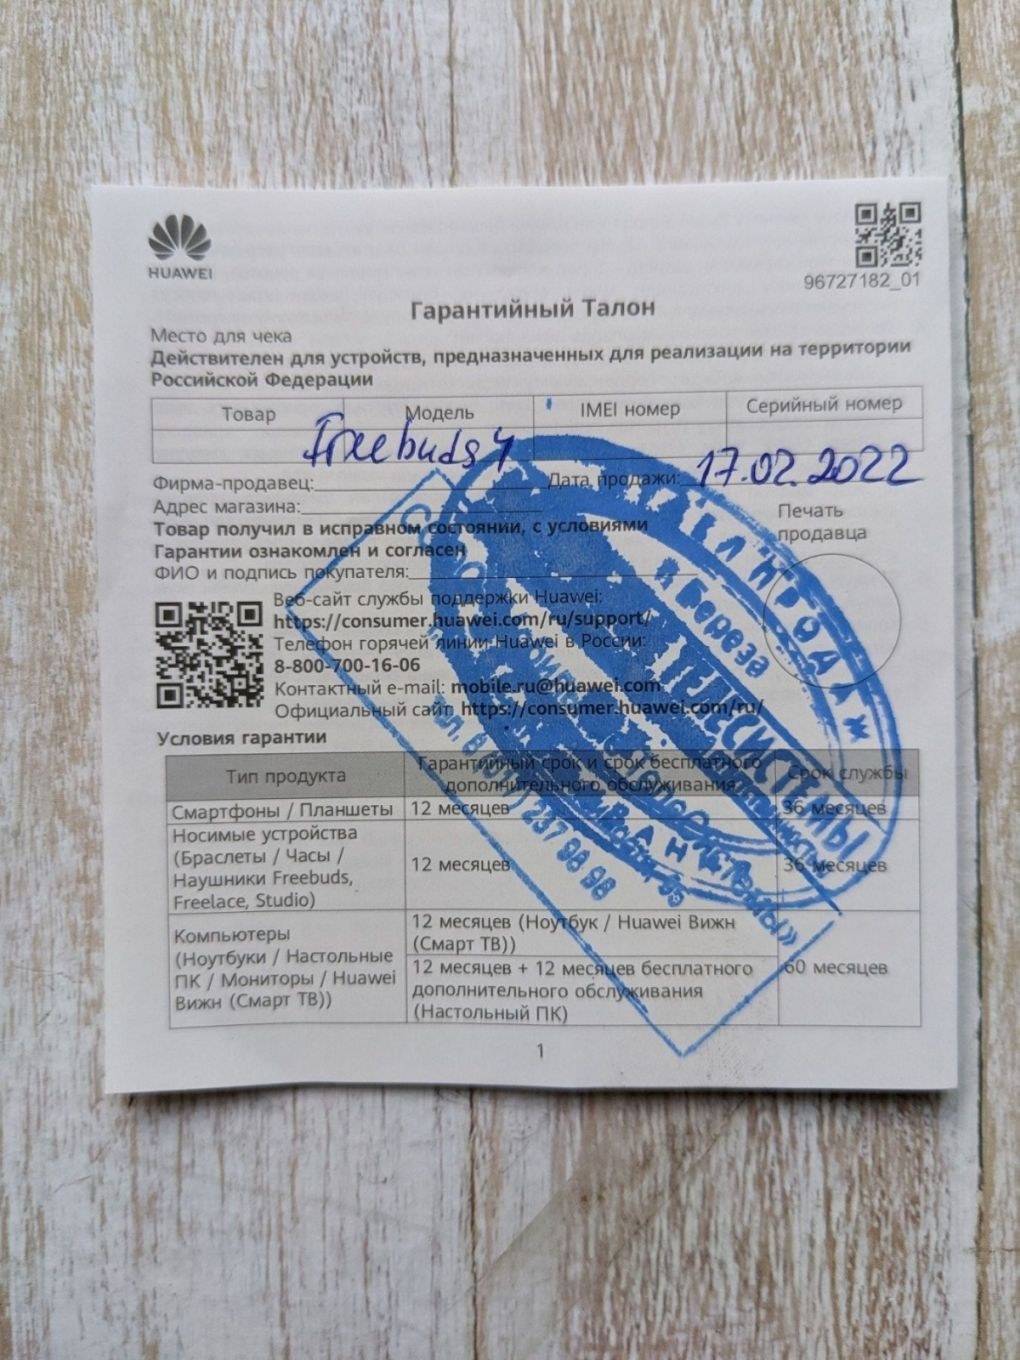 HUAWEI
96727182_01
Гарантийный Талон
Место для чека
Действителен для устройств, предназначенных для реализации на территории
Российской Федерации
Товар Модель IMEI номер Серийный номер
Freebuds 4
Фирма-продавец: Дата продажи: 17.02.2022
Адрес магазина: Печать
продавца
Товар получил в исправном состоянии, с условиями
Гарантии ознакомлен и согласен
ФИО и подпись покупателя:
Веб-сайт службы поддержки Huawei:
https://consumer.huawei.com/ru/support/
Телефон горячей линии Huawei в России:
8-800-700-16-06
Контактный e-mail: mobile.ru@huawei.com
Официальный сайт: https://consumer.huawei.com/ru/
Условия гарантии
Тип продукта Гарантийный срок и срок бесплатного
дополнительного обслуживания Срок службы
Смартфоны / Планшеты 12 месяцев 36 месяцев
Носимые устройства
(Браслеты / Часы /
Наушники Freebuds,
Freelace, Studio) 12 месяцев 36 месяцев
Компьютеры
(Ноутбуки / Настольные
ПК / Мониторы / Huawei
Вижн (Смарт ТВ))
12 месяцев (Ноутбук / Huawei Вижн
(Смарт ТВ))
12 месяцев + 12 месяцев бесплатного
дополнительного обслуживания
(Настольный ПК)
60 месяцев
1
г. Береза
237 98 98